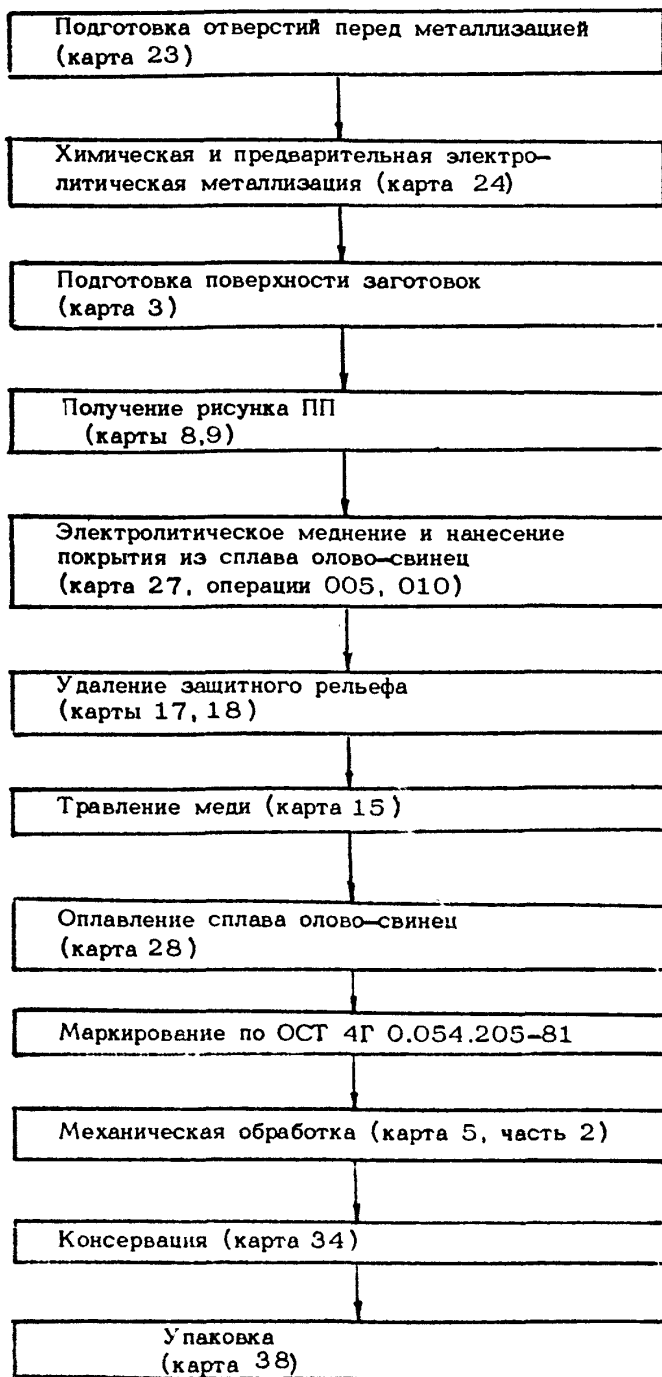 Подготовка отверстий перед металлизацией
(карта 23)
Химическая и предварительная электро-
литическая металлизация (карта 24)
Подготовка поверхности заготовок
(карта 3)
Получение рисунка ПП
(карты 8,9)
Электролитическое меднение и нанесение
покрытия из сплава олово-свинец
(карта 27, операции 005, 010)
Удаление защитного рельефа
(карты 17, 18)
Травление меди (карта 15)
Оплавление сплава олово-свинец
(карта 28)
Маркирование по ОСТ 4Г 0.054.205-81
Механическая обработка (карта 5, часть 2)
Консервация (карта 34)
Упаковка
(карта 38)